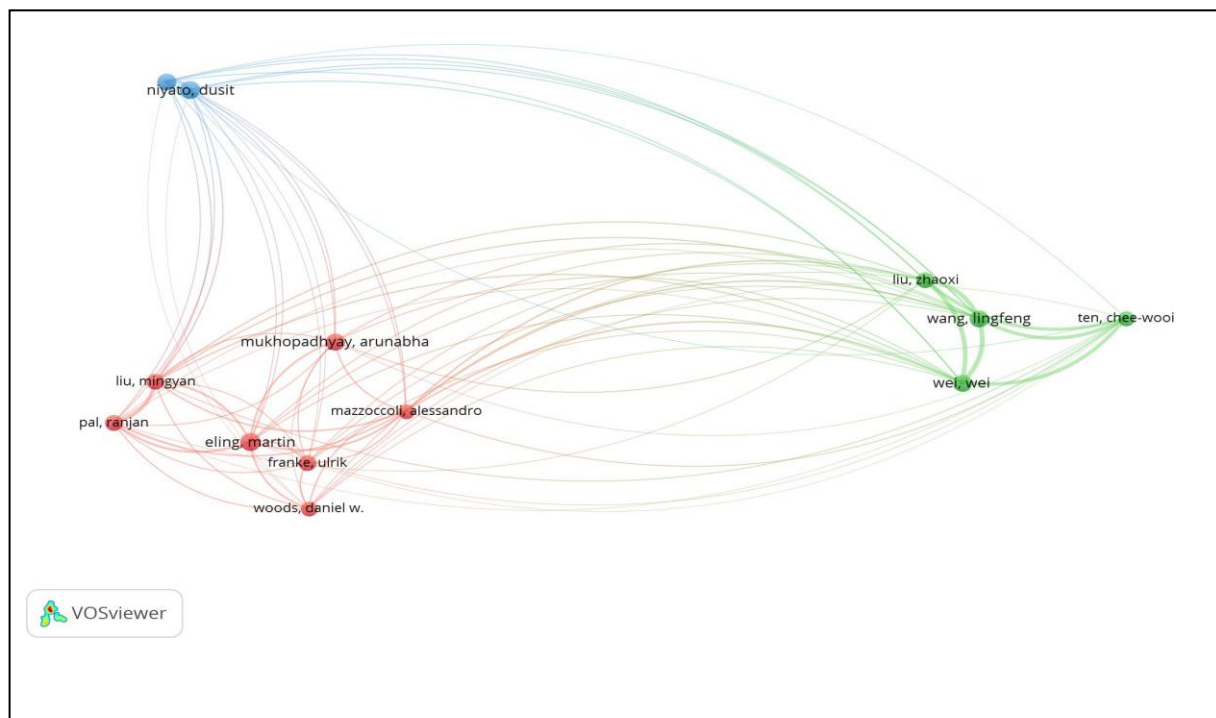 niyato, dusit
liu, zhaoxi
wang, lingfeng
ten, chee-wooi
mukhopadhyay, arunabha
liu, mingyan
wei, wei
mazzoccoli, alessandro
pal, ranjan
eling, martin
franke, ulrik
woods, daniel w.
VOSviewer